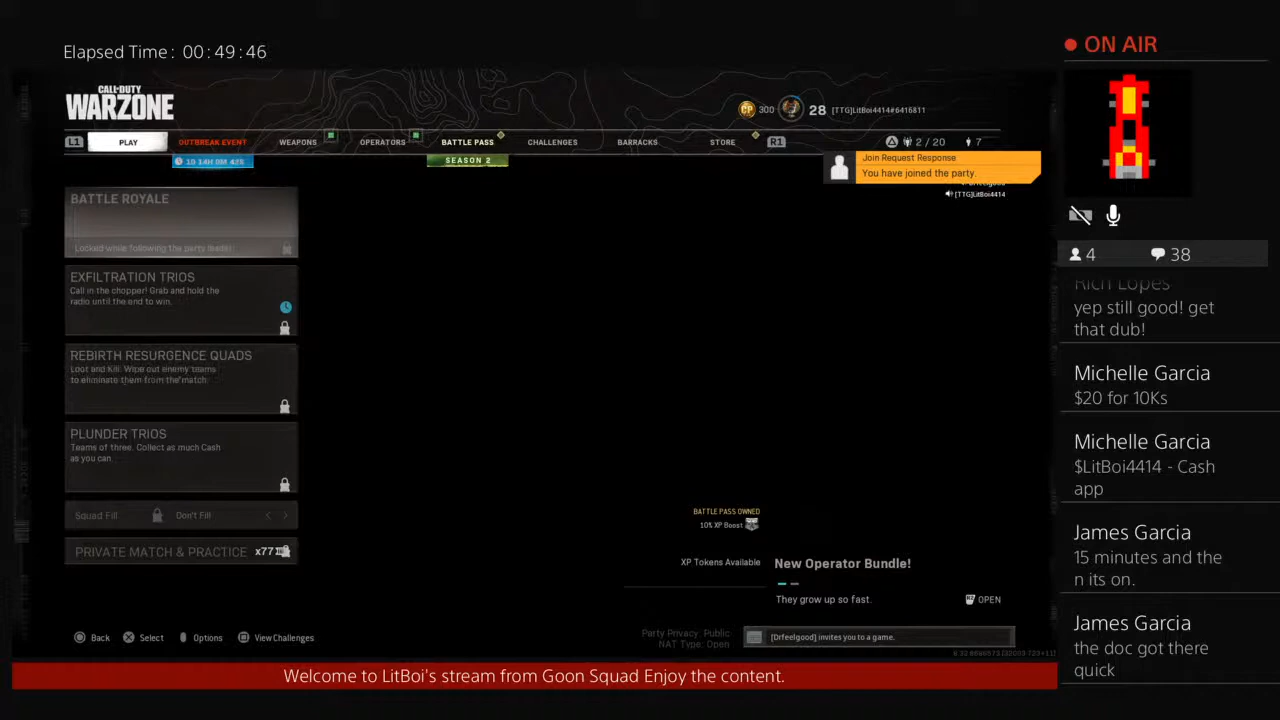 Elapsed Time: 00:49:46
ON AIR
CALL OF DUTY
WARZONE
CP 300 28 [TTG]LitBoi4414#6416811
L1 PLAY OUTBREAK EVENT WEAPONS OPERATORS BATTLE PASS CHALLENGES BARRACKS STORE R1 2 / 20 7
SEASON 2
Join Request Response
You have joined the party.
[TTG]LitBoi4414
BATTLE ROYALE
Locked while following the party leader
EXFILTRATION TRIOS
Call in the chopper! Grab and hold the
radio until the end to win.
REBIRTH RESURGENCE QUADS
Loot and Kill. Wipe out enemy teams
to eliminate them from the match.
PLUNDER TRIOS
Teams of three. Collect as much Cash
as you can.
Squad Fill Don't Fill
PRIVATE MATCH & PRACTICE
BATTLE PASS OWNED
10% XP Boost
XP Tokens Available
New Operator Bundle!
They grow up so fast.
OPEN
Back Select Options View Challenges
Party Privacy: Public
NAT Type: Open
[Drfeelgood] invites you to a game.
Welcome to LitBoi's stream from Goon Squad Enjoy the content.
4 38
Rich Lopes
yep still good! get
that dub!
Michelle Garcia
$20 for 10Ks
Michelle Garcia
$LitBoi4414 - Cash
app
James Garcia
15 minutes and the
n its on.
James Garcia
the doc got there
quick